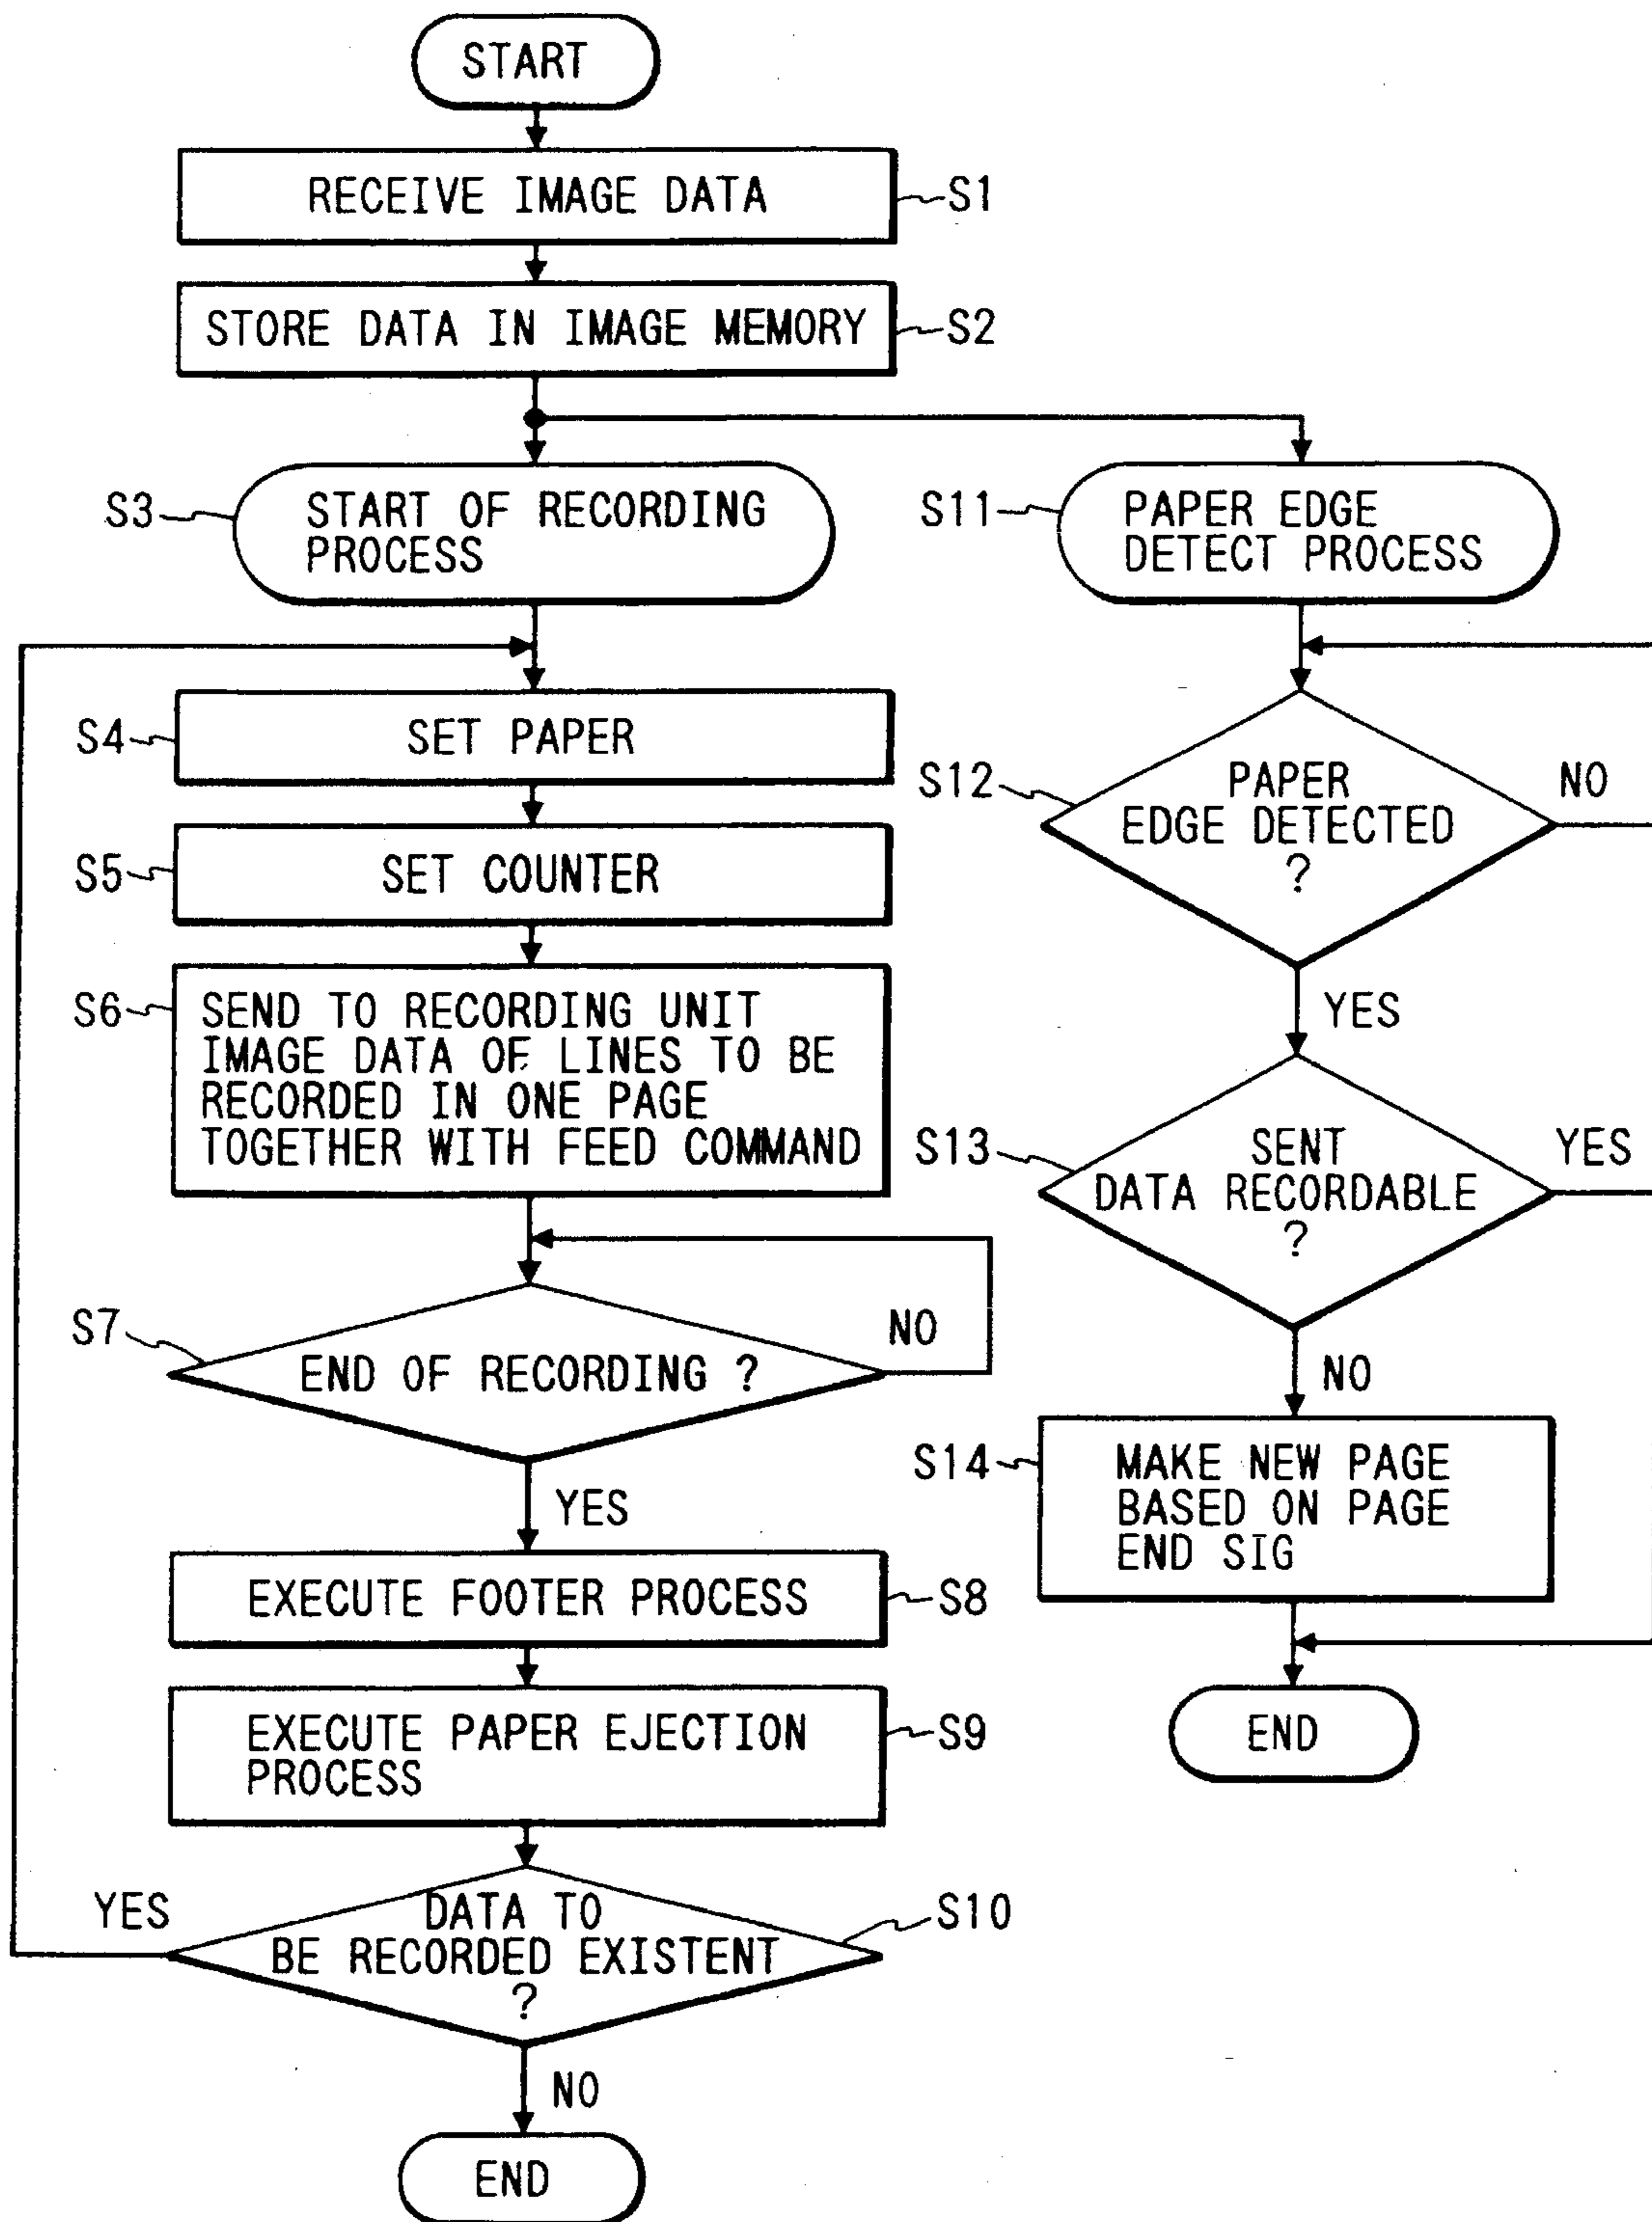 START
RECEIVE IMAGE DATA
S1
STORE DATA IN IMAGE MEMORY
S2
S3
START OF RECORDING
PROCESS
S4
SET PAPER
S5
SET COUNTER
S6
SEND TO RECORDING UNIT
IMAGE DATA OF LINES TO BE
RECORDED IN ONE PAGE
TOGETHER WITH FEED COMMAND
S7
END OF RECORDING ?
NO
YES
EXECUTE FOOTER PROCESS
S8
EXECUTE PAPER EJECTION
PROCESS
S9
YES
DATA TO
BE RECORDED EXISTENT
?
S10
NO
END
S11
PAPER EDGE
DETECT PROCESS
S12
PAPER
EDGE DETECTED
?
NO
YES
S13
SENT
DATA RECORDABLE
?
YES
NO
S14
MAKE NEW PAGE
BASED ON PAGE
END SIG
END